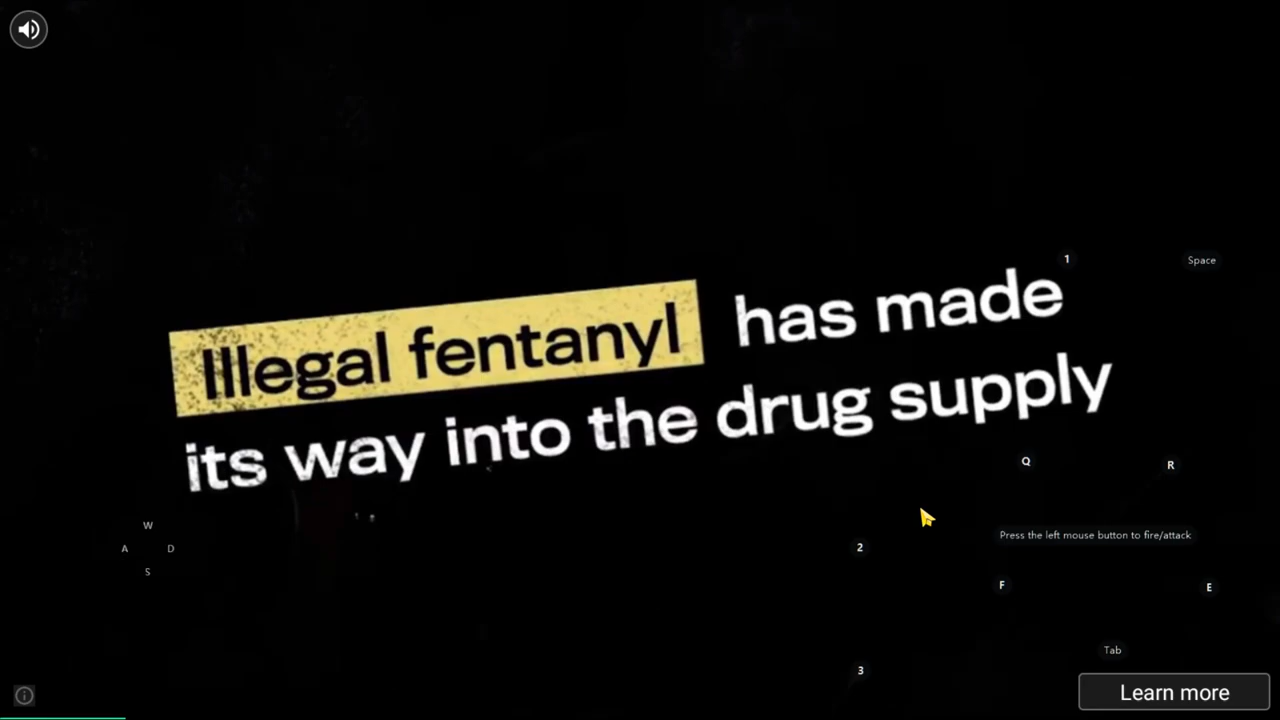 1
Space
Illegal fentanyl has made
its way into the drug supply
Q
R
W
A
D
S
Press the left mouse button to fire/attack
2
F
E
Tab
3
Learn more